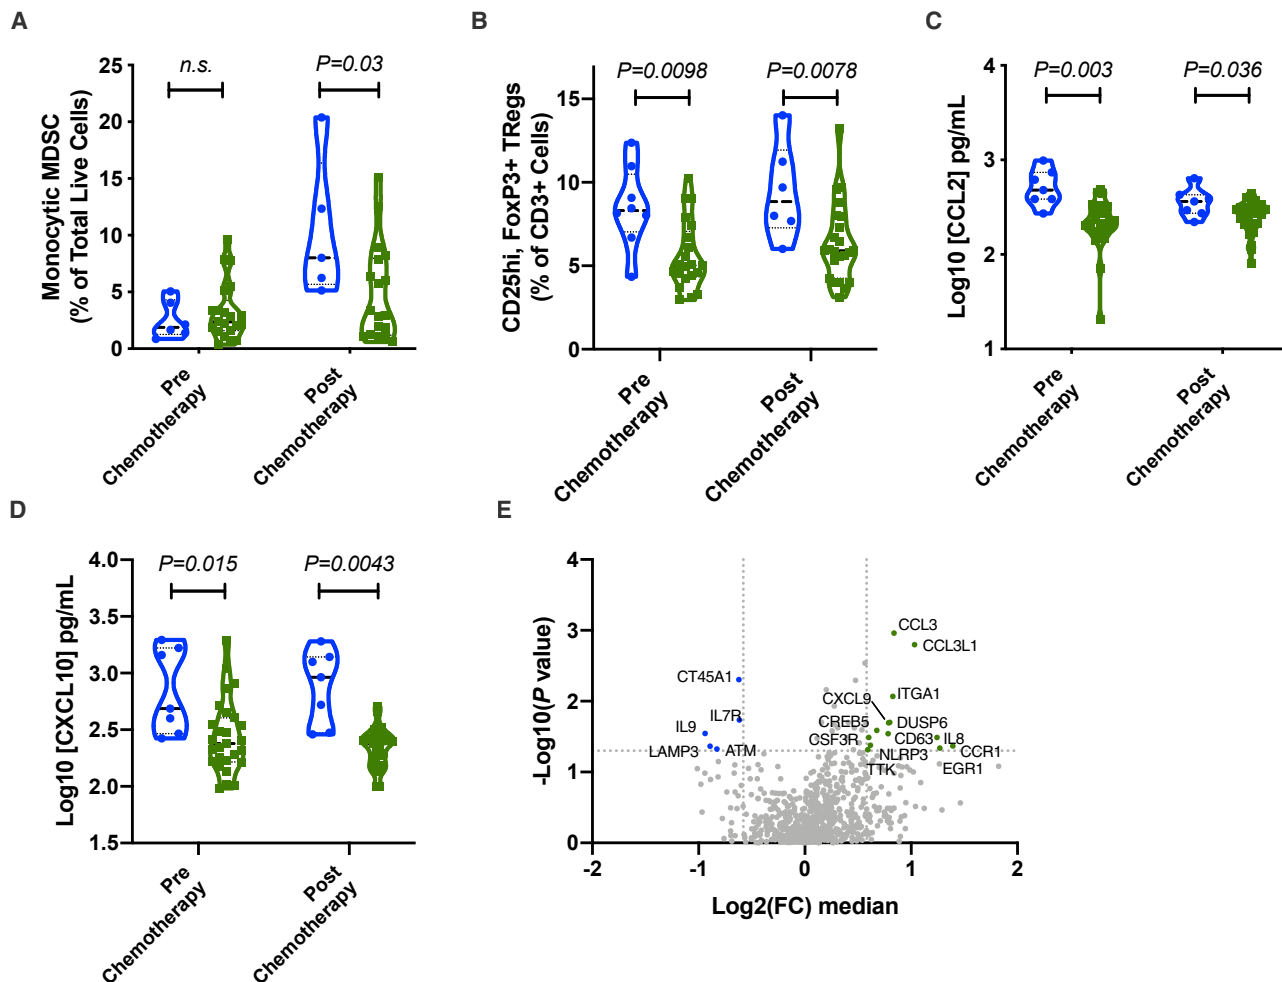 A
Monocytic MDSC
(% of Total Live Cells)
25
20
15
10
5
0
n.s.
P=0.03
Pre
Chemotherapy
Post
Chemotherapy
B
CD25hi, FoxP3+ TRegs
(% of CD3+ Cells)
15
10
5
0
P=0.0098
P=0.0078
Pre
Chemotherapy
Post
Chemotherapy
C
Log10 [CCL2] pg/mL
4
3
2
1
P=0.003
P=0.036
Pre
Chemotherapy
Post
Chemotherapy
D
Log10 [CXCL10] pg/mL
4.0
3.5
3.0
2.5
2.0
1.5
P=0.015
P=0.0043
Pre
Chemotherapy
Post
Chemotherapy
E
-Log10(P value)
4
3
2
1
0
CCL3
CCL3L1
CT45A1
ITGA1
CXCL9
IL7R
CREB5
DUSP6
IL9
CSF3R
CD63
IL8
LAMP3
ATM
NLRP3
CCR1
TTK
EGR1
-2
-1
0
1
2
Log2(FC) median